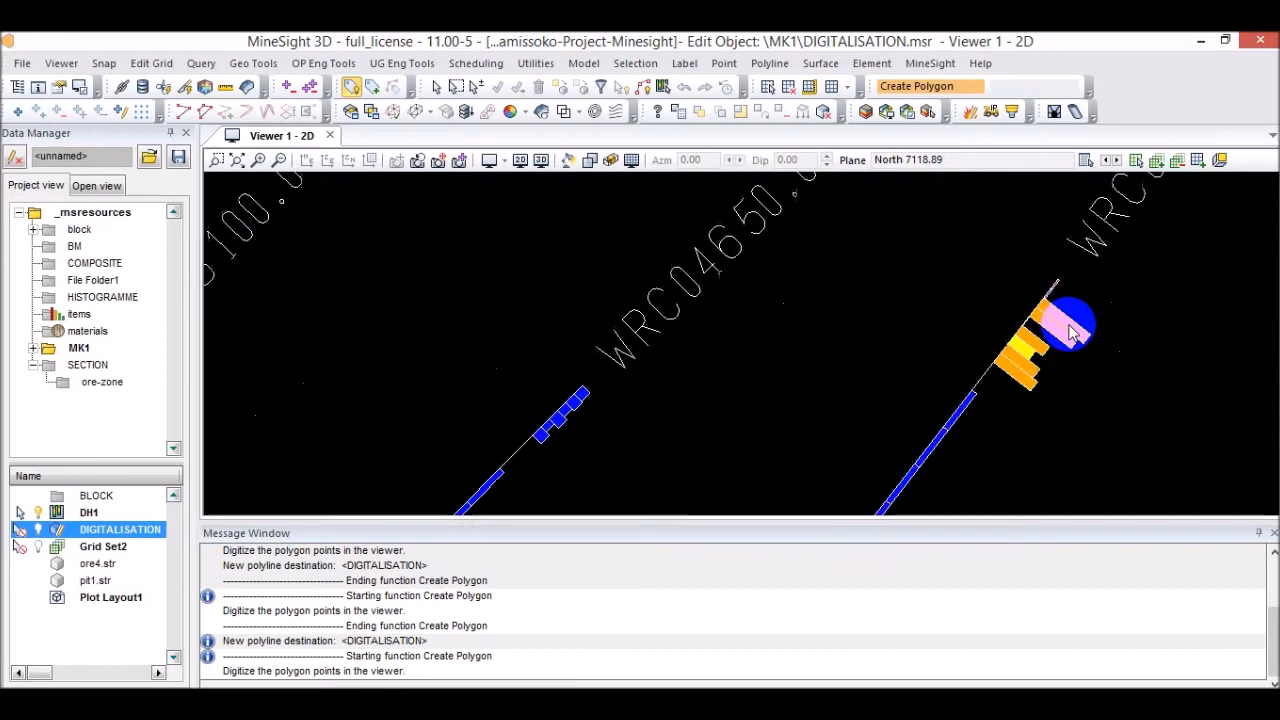 MineSight 3D - full_license - 11.00-5 - [...amissoko-Project-Minesight]- Edit Object: \MK1\DIGITALISATION.msr - Viewer 1 - 2D
File Viewer Snap Edit Grid Query Geo Tools OP Eng Tools UG Eng Tools Scheduling Utilities Model Selection Label Point Polyline Surface Element MineSight Help
Create Polygon
Data Manager
<unnamed>
Project view Open view
_msresources
block
BM
COMPOSITE
File Folder1
HISTOGRAMME
items
materials
MK1
SECTION
ore-zone
Name
BLOCK
DH1
DIGITALISATION
Grid Set2
ore4.str
pit1.str
Plot Layout1
Viewer 1 - 2D
2D 3D Azm 0.00 Dip 0.00 Plane North 7118.89
WRC04650.0
WRC0
Message Window
Digitize the polygon points in the viewer.
New polyline destination: <DIGITALISATION>
------------------------------- Ending function Create Polygon
------------------------------- Starting function Create Polygon
Digitize the polygon points in the viewer.
------------------------------- Ending function Create Polygon
New polyline destination: <DIGITALISATION>
------------------------------- Starting function Create Polygon
Digitize the polygon points in the viewer.